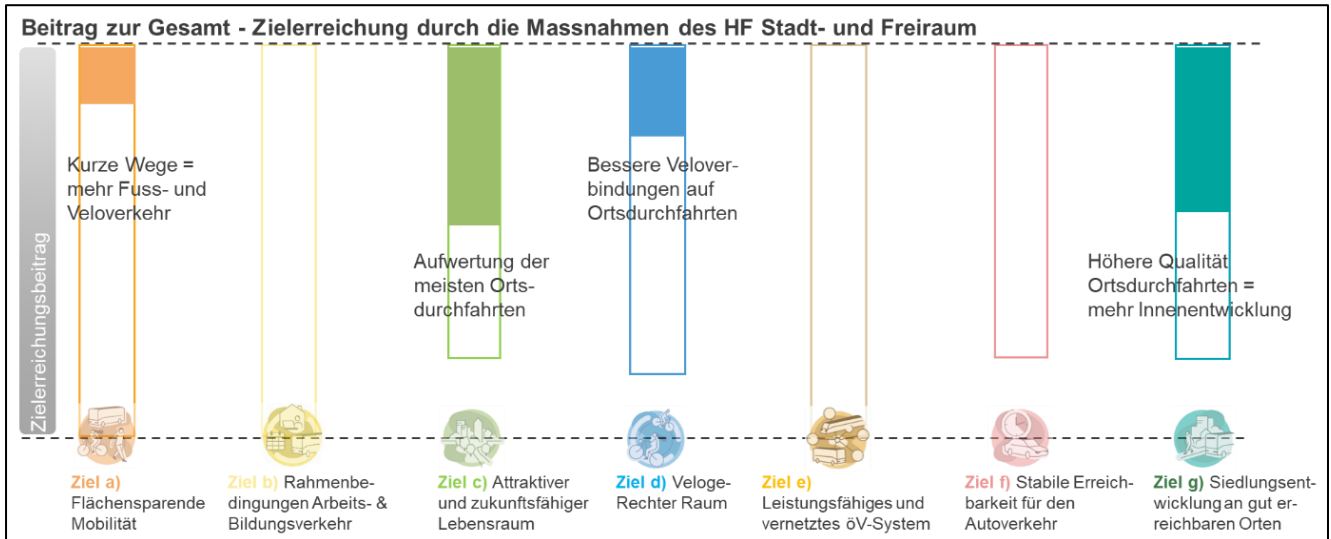 Beitrag zur Gesamt - Zielerreichung durch die Massnahmen des HF Stadt- und Freiraum
Zielerreichungsbeitrag
Kurze Wege =
mehr Fuss- und
Veloverkehr
Aufwertung der
meisten Orts-
durchfahrten
Bessere Velover-
bindungen auf
Ortsdurchfahrten
Höhere Qualität
Ortsdurchfahrten =
mehr Innenentwicklung
Ziel a)
Flächensparende
Mobilität
Ziel b) Rahmenbe-
dingungen Arbeits- &
Bildungsverkehr
Ziel c) Attraktiver
und zukunftsfähiger
Lebensraum
Ziel d) Veloge-
Rechter Raum
Ziel e)
Leistungsfähiges und
vernetztes öV-System
Ziel f) Stabile Erreich-
barkeit für den
Autoverkehr
Ziel g) Siedlungsent-
wicklung an gut er-
reichbaren Orten